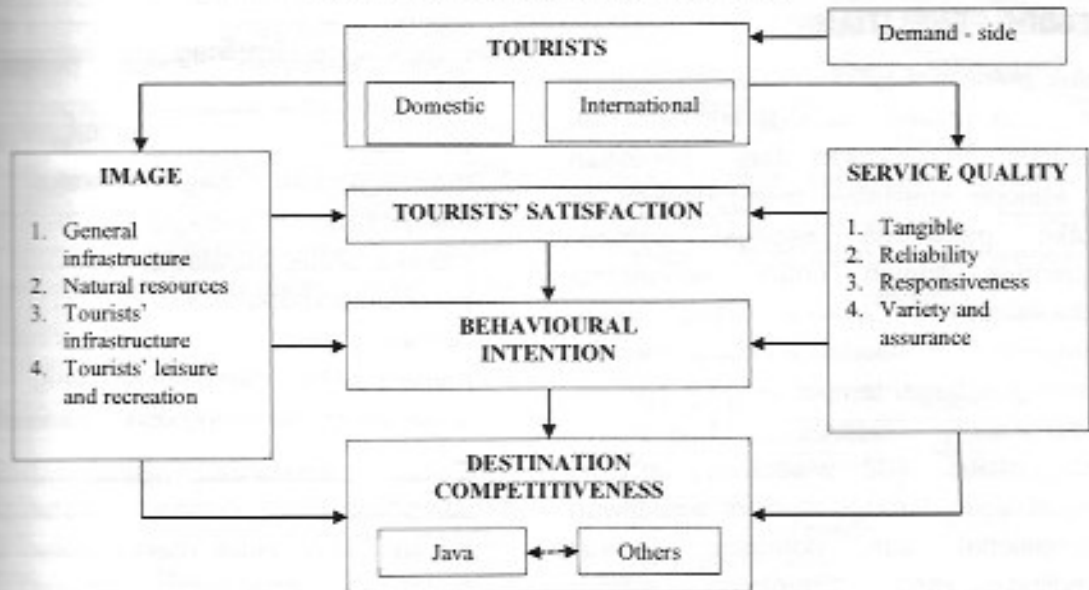 TOURISTS
Demand - side
Domestic
International
IMAGE
1. General
infrastructure
2. Natural resources
3. Tourists'
infrastructure
4. Tourists' leisure
and recreation
TOURISTS' SATISFACTION
BEHAVIOURAL
INTENTION
SERVICE QUALITY
1. Tangible
2. Reliability
3. Responsiveness
4. Variety and
assurance
DESTINATION
COMPETITIVENESS
Java
Others